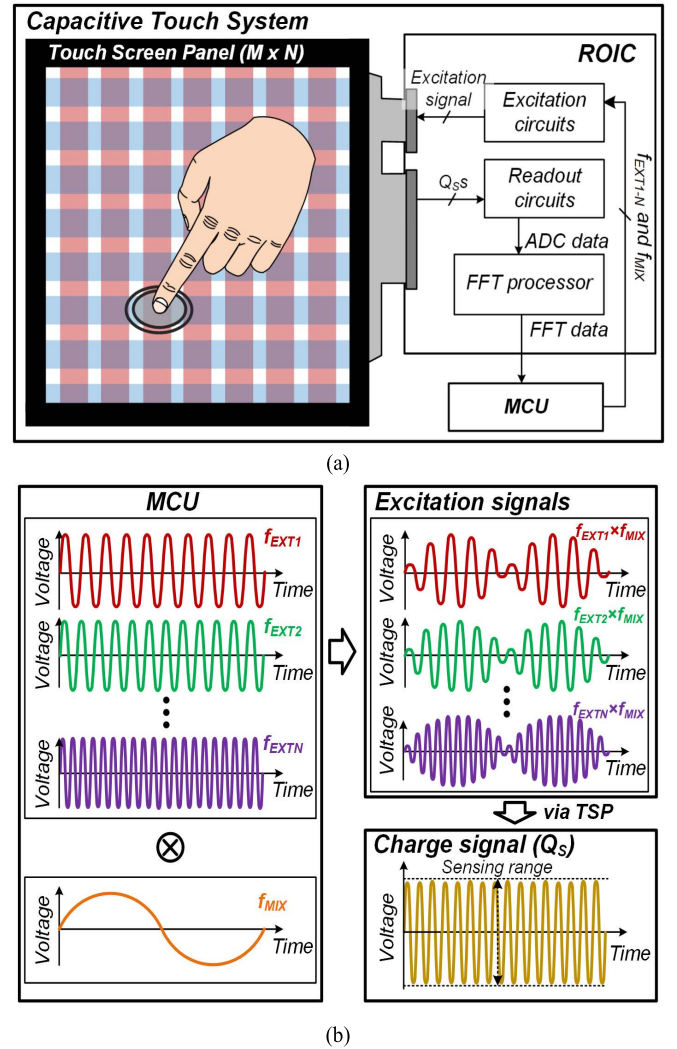 Capacitive Touch System
Touch Screen Panel (M x N)
ROIC
Excitation
signal
Excitation
circuits
QSs
Readout
circuits
ADC data
FFT processor
FFT data
MCU
fEXT1-N and fMIX
(a)
MCU
Voltage
fEXT1
Time
Voltage
fEXT2
Time
Voltage
fEXTN
Time
Voltage
fMIX
Time
Excitation signals
Voltage
fEXT1×fMIX
Time
Voltage
fEXT2×fMIX
Time
Voltage
fEXTN×fMIX
Time
via TSP
Charge signal (QS)
Sensing range
Voltage
Time
(b)